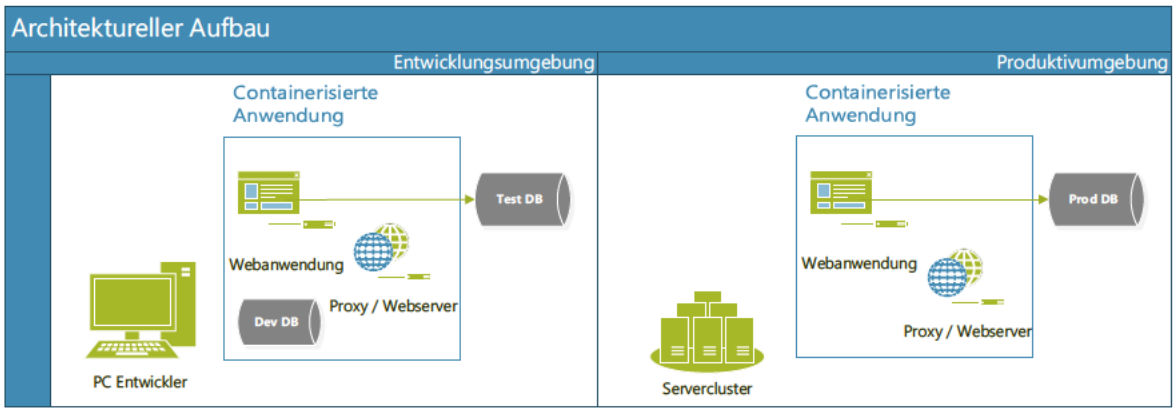 Architektureller Aufbau
Entwicklungsumgebung
Produktivumgebung
Containerisierte
Anwendung
Test DB
Webanwendung
Proxy / Webserver
Dev DB
PC Entwickler
Containerisierte
Anwendung
Prod DB
Webanwendung
Proxy / Webserver
Servercluster